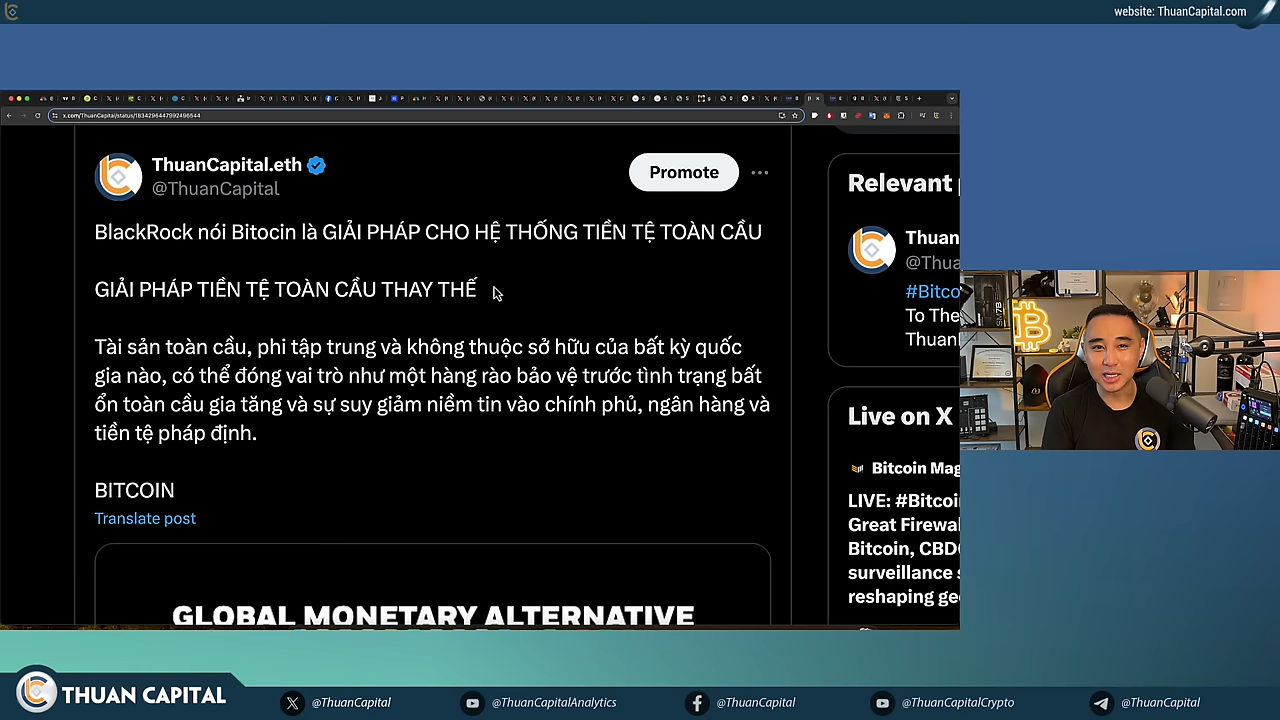 website: ThuanCapital.com
x.com/ThuanCapital/status/1834296447992496544
ThuanCapital.eth
@ThuanCapital
Promote
BlackRock nói Bitocin là GIẢI PHÁP CHO HỆ THỐNG TIỀN TỆ TOÀN CẦU
GIẢI PHÁP TIỀN TỆ TOÀN CẦU THAY THẾ
Tài sản toàn cầu, phi tập trung và không thuộc sở hữu của bất kỳ quốc
gia nào, có thể đóng vai trò như một hàng rào bảo vệ trước tình trạng bất
ổn toàn cầu gia tăng và sự suy giảm niềm tin vào chính phủ, ngân hàng và
tiền tệ pháp định.
BITCOIN
Translate post
GLOBAL MONETARY ALTERNATIVE
Relevant
Thuan
@Thua
#Bitco
To The
Thuan
Live on X
Bitcoin Mag
LIVE: #Bitcoi
Great Firewal
Bitcoin, CBD
surveillance
reshaping ge
SM7B
THUAN CAPITAL
@ThuanCapital
@ThuanCapitalAnalytics
@ThuanCapital
@ThuanCapitalCrypto
@ThuanCapital